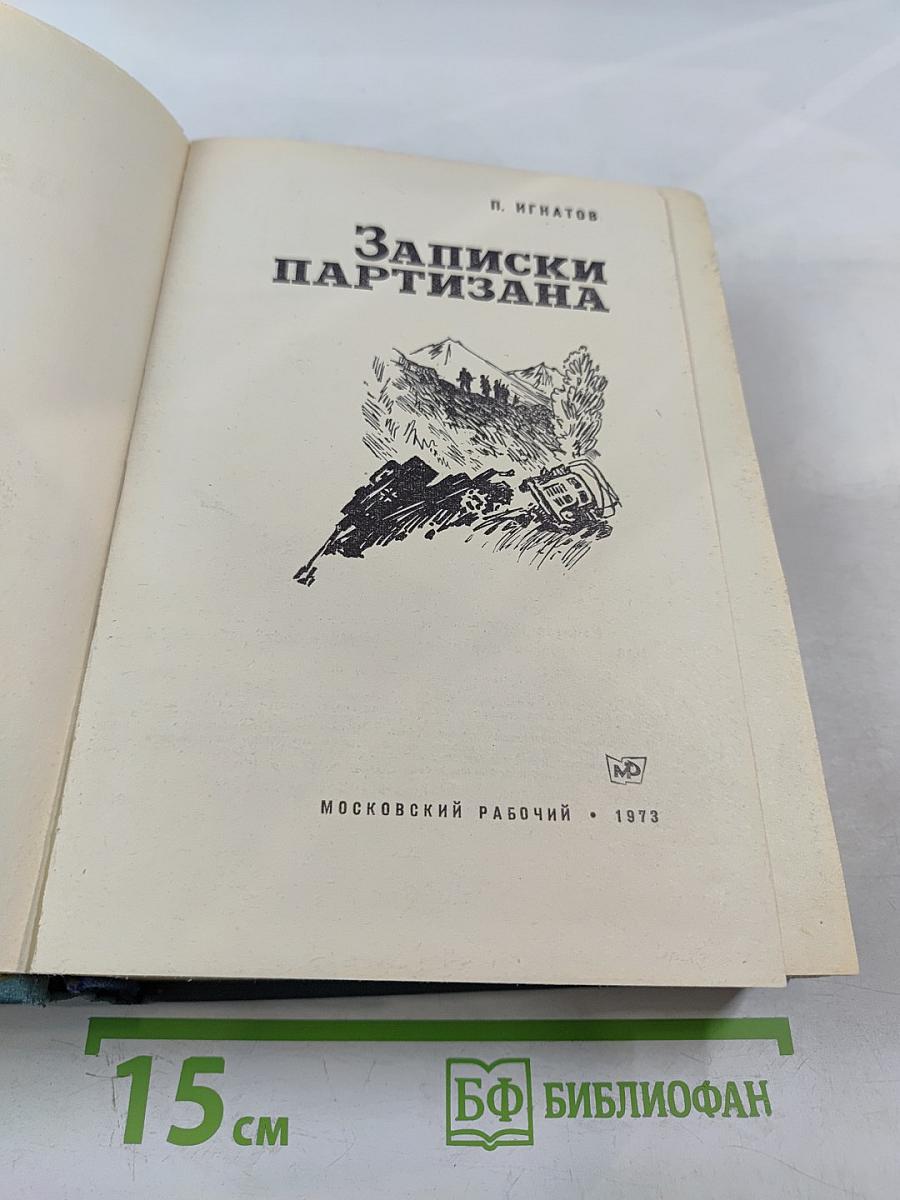 П. ИГНАТОВ
ЗАПИСКИ
ПАРТИЗАНА
МР
МОСКОВСКИЙ РАБОЧИЙ • 1973
15 см
БФ БИБЛИОФАН